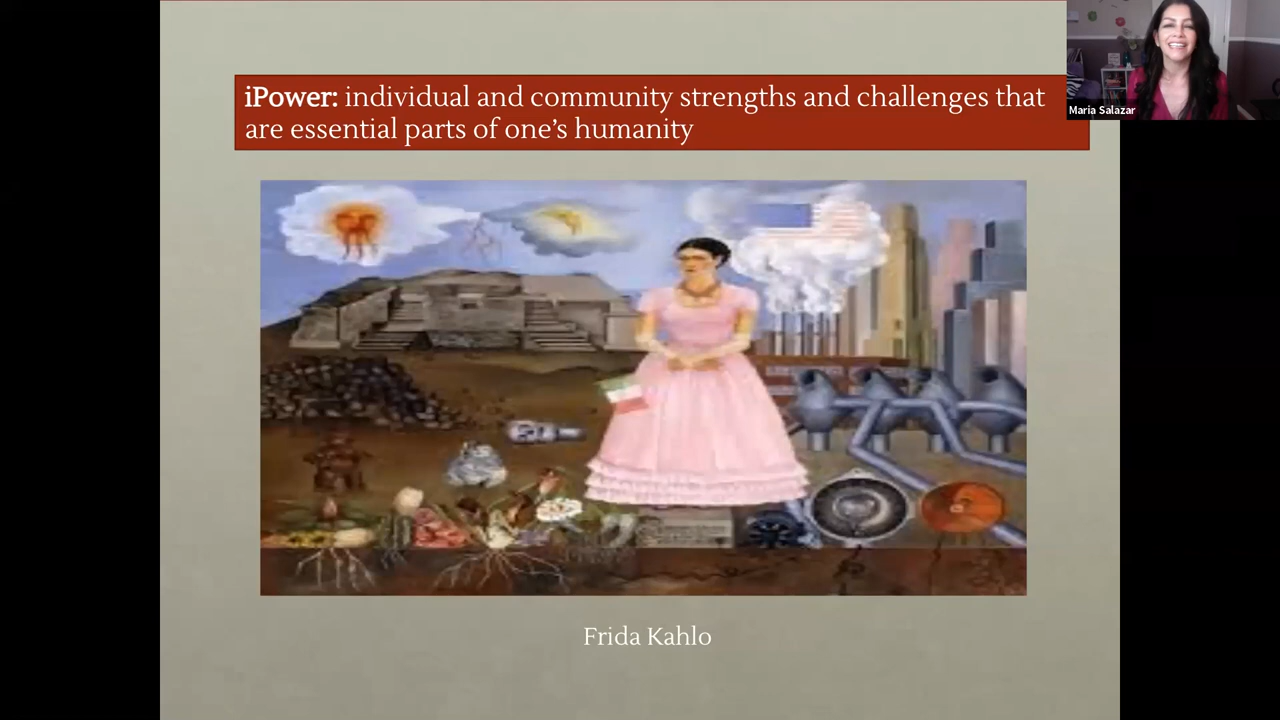 iPower: individual and community strengths and challenges that
are essential parts of one’s humanity
Maria Salazar
Frida Kahlo